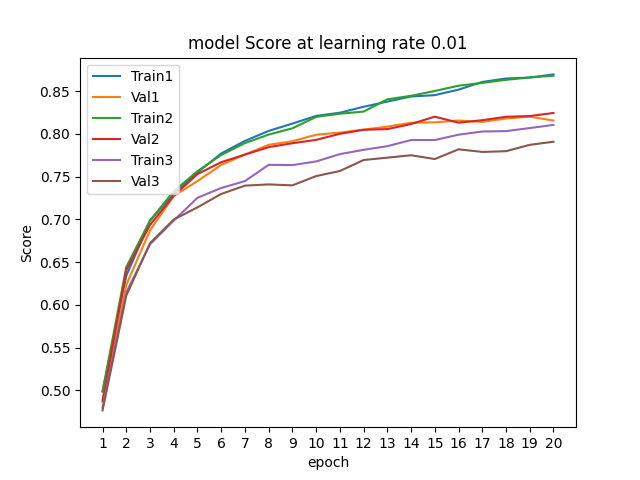 model Score at learning rate 0.01
Train1
Val1
Train2
Val2
Train3
Val3
0.85
0.80
0.75
0.70
0.65
0.60
0.55
0.50
Score
1 2 3 4 5 6 7 8 9 10 11 12 13 14 15 16 17 18 19 20
epoch